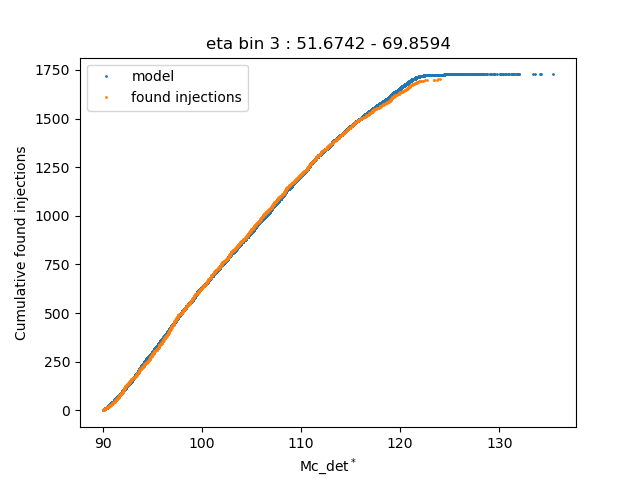 eta bin 3 : 51.6742 - 69.8594
model
found injections
Cumulative found injections
1750
1500
1250
1000
750
500
250
0
90 100 110 120 130
Mc_det*